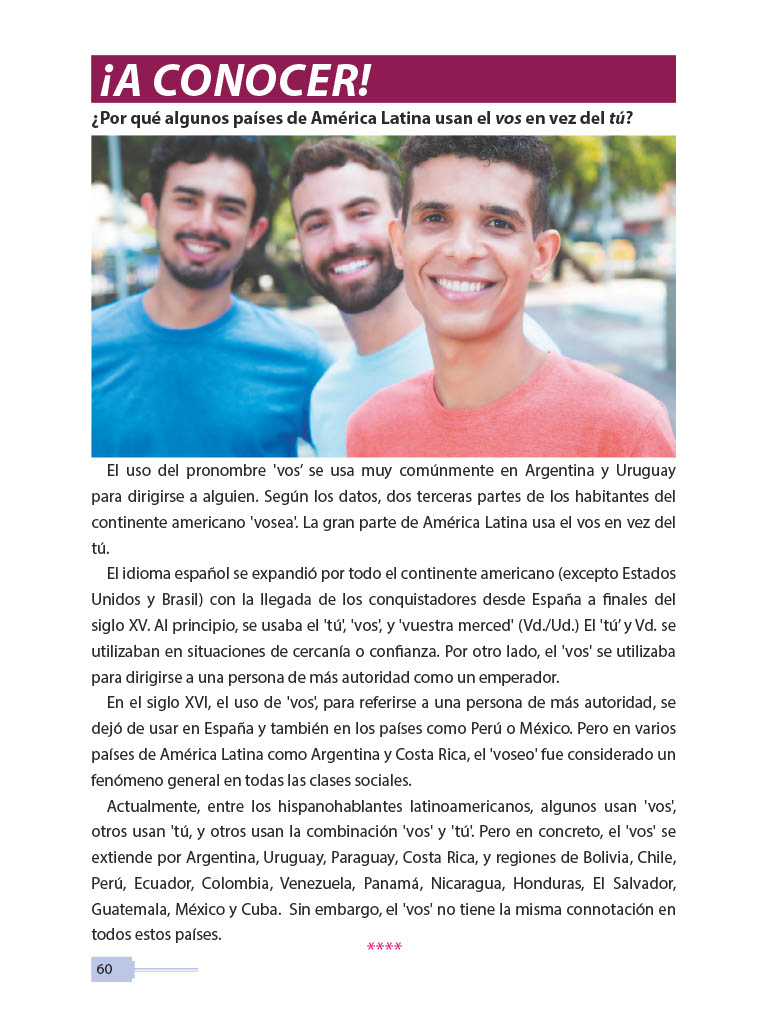 ¡A CONOCER!
¿Por qué algunos países de América Latina usan el vos en vez del tú?
El uso del pronombre 'vos’ se usa muy comúnmente en Argentina y Uruguay
para dirigirse a alguien. Según los datos, dos terceras partes de los habitantes del
continente americano 'vosea'. La gran parte de América Latina usa el vos en vez del
tú.
El idioma español se expandió por todo el continente americano (excepto Estados
Unidos y Brasil) con la llegada de los conquistadores desde España a finales del
siglo XV. Al principio, se usaba el 'tú', 'vos', y 'vuestra merced' (Vd./Ud.) El 'tú’ y Vd. se
utilizaban en situaciones de cercanía o confianza. Por otro lado, el 'vos' se utilizaba
para dirigirse a una persona de más autoridad como un emperador.
En el siglo XVI, el uso de 'vos', para referirse a una persona de más autoridad, se
dejó de usar en España y también en los países como Perú o México. Pero en varios
países de América Latina como Argentina y Costa Rica, el 'voseo' fue considerado un
fenómeno general en todas las clases sociales.
Actualmente, entre los hispanohablantes latinoamericanos, algunos usan 'vos',
otros usan 'tú, y otros usan la combinación 'vos' y 'tú'. Pero en concreto, el 'vos' se
extiende por Argentina, Uruguay, Paraguay, Costa Rica, y regiones de Bolivia, Chile,
Perú, Ecuador, Colombia, Venezuela, Panamá, Nicaragua, Honduras, El Salvador,
Guatemala, México y Cuba.  Sin embargo, el 'vos' no tiene la misma connotación en
todos estos países.
****
60